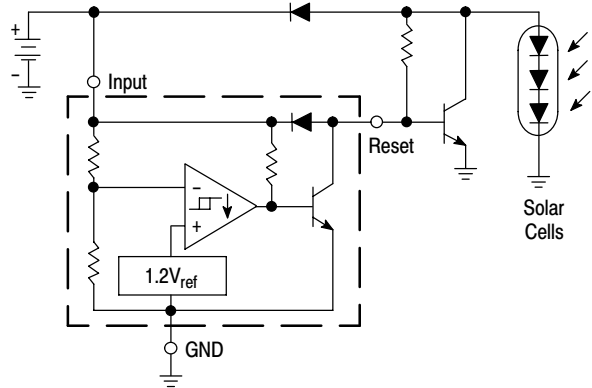 +
−
Input
Reset
−
+
1.2Vref
GND
Solar
Cells